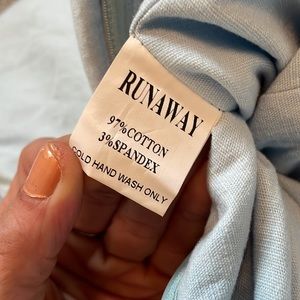 RUNAWAY
97%COTTON
3%SPANDEX
COLD HAND WASH ONLY